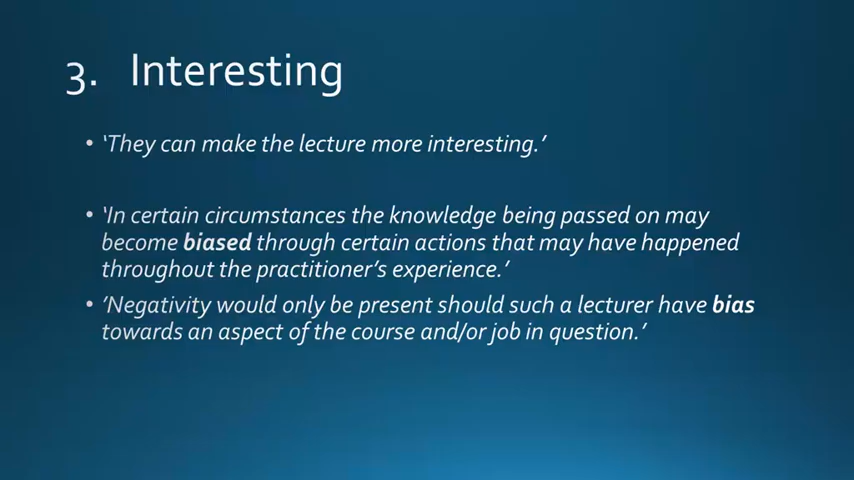 3. Interesting
• ‘They can make the lecture more interesting.’
• ‘In certain circumstances the knowledge being passed on may
become biased through certain actions that may have happened
throughout the practitioner’s experience.’
• ‘Negativity would only be present should such a lecturer have bias
towards an aspect of the course and/or job in question.’